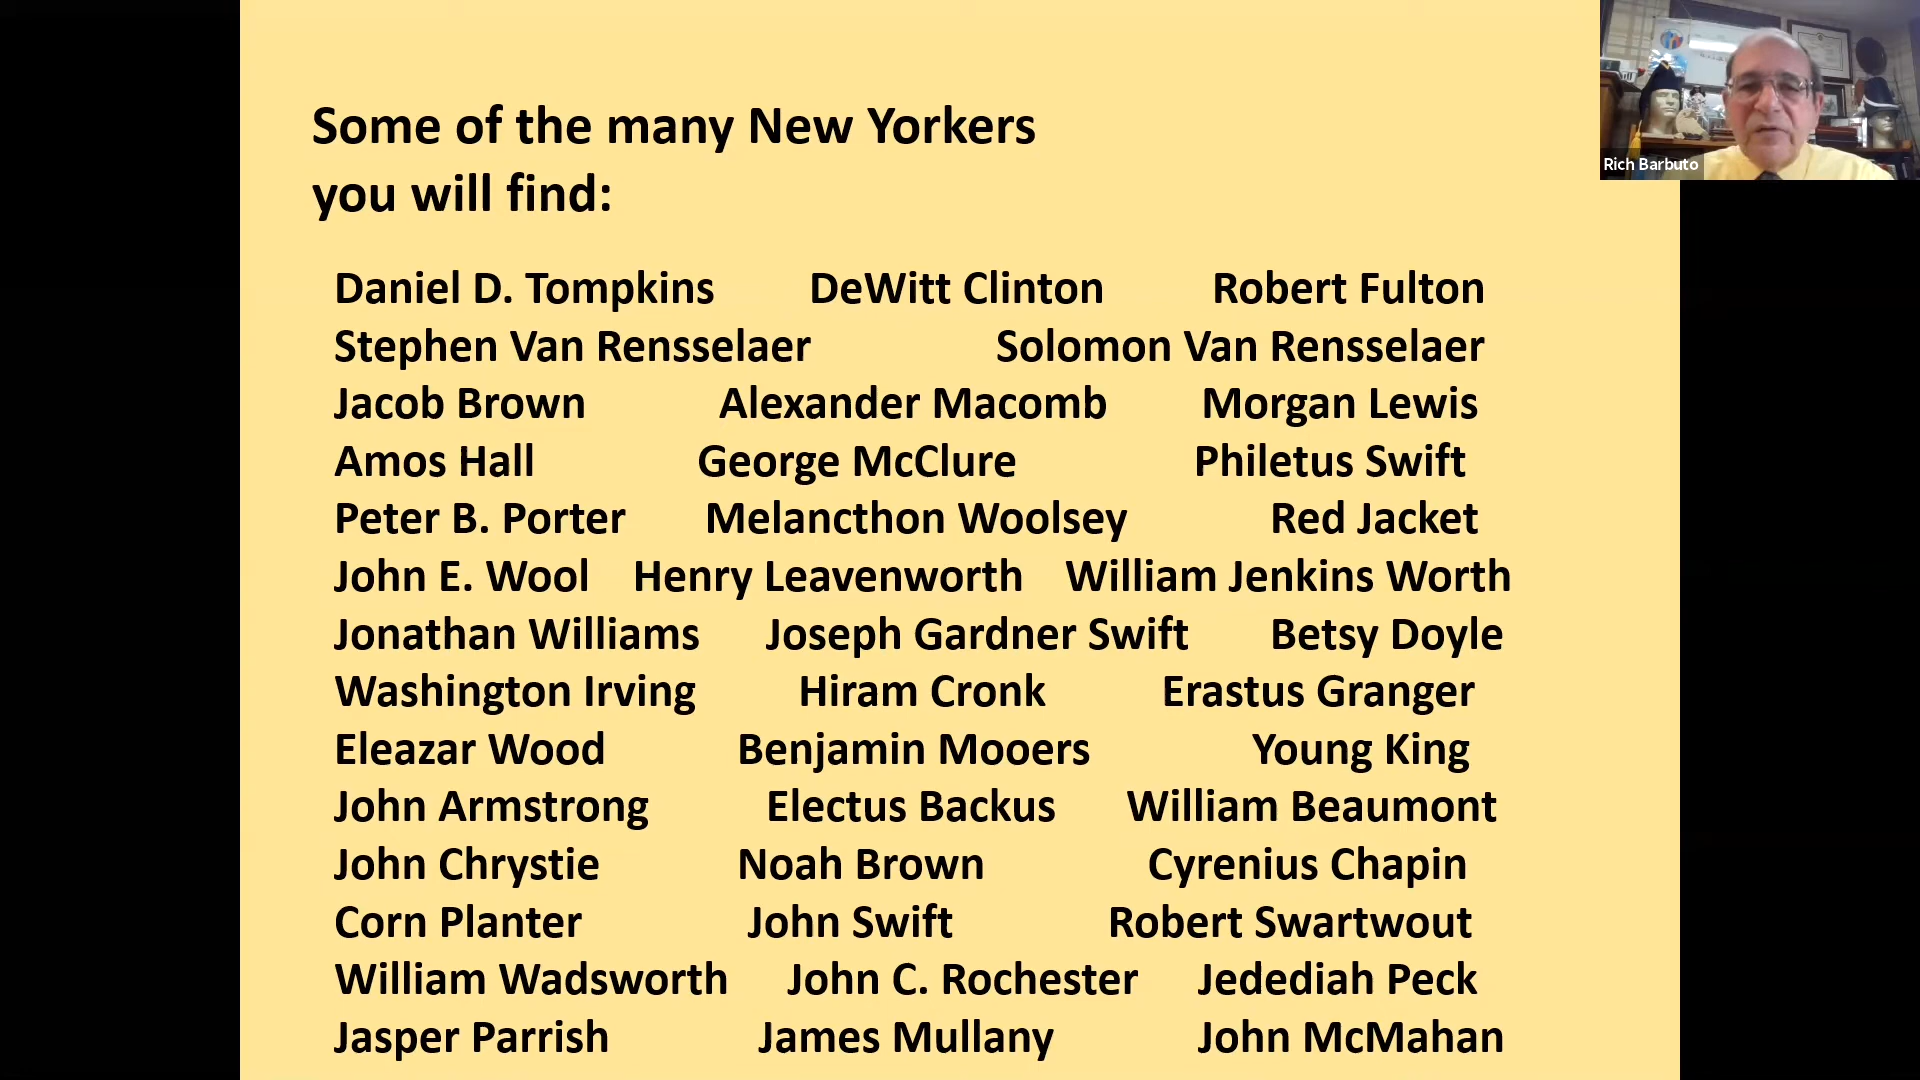 Some of the many New Yorkers
you will find:
Daniel D. Tompkins DeWitt Clinton Robert Fulton
Stephen Van Rensselaer Solomon Van Rensselaer
Jacob Brown Alexander Macomb Morgan Lewis
Amos Hall George McClure Philetus Swift
Peter B. Porter Melancthon Woolsey Red Jacket
John E. Wool Henry Leavenworth William Jenkins Worth
Jonathan Williams Joseph Gardner Swift Betsy Doyle
Washington Irving Hiram Cronk Erastus Granger
Eleazar Wood Benjamin Mooers Young King
John Armstrong Electus Backus William Beaumont
John Chrystie Noah Brown Cyrenius Chapin
Corn Planter John Swift Robert Swartwout
William Wadsworth John C. Rochester Jedediah Peck
Jasper Parrish James Mullany John McMahan
Rich Barbuto